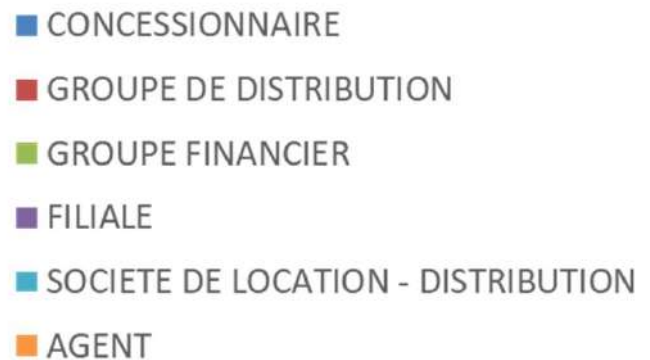 CONCESSIONNAIRE
GROUPE DE DISTRIBUTION
GROUPE FINANCIER
FILIALE
SOCIETE DE LOCATION - DISTRIBUTION
AGENT